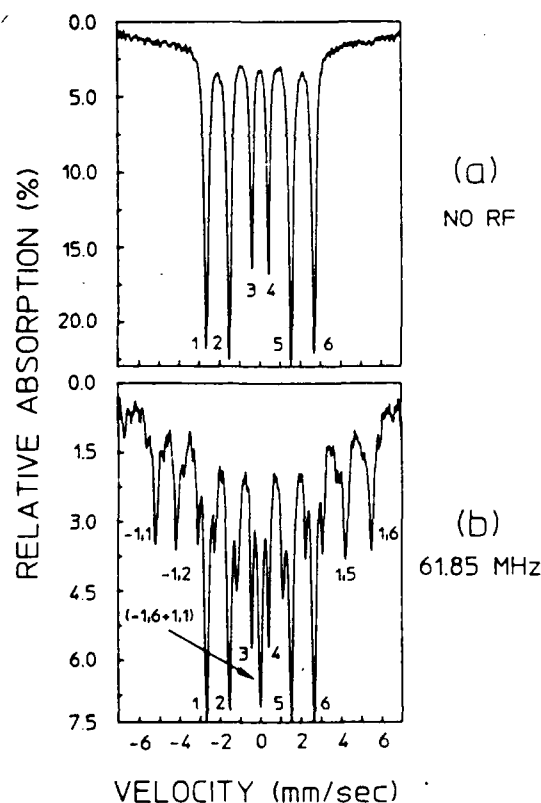 0.0
5.0
10.0
15.0
20.0
1 2 3 4 5 6
(a)
NO RF
RELATIVE ABSORPTION (%)
0.0
1.5
3.0
4.5
6.0
7.5
-1,1
-1,2
(-1,6+1,1)
1 2 3 4 5 6
1,5
1,6
(b)
61.85 MHz
-6 -4 -2 0 2 4 6
VELOCITY (mm/sec)